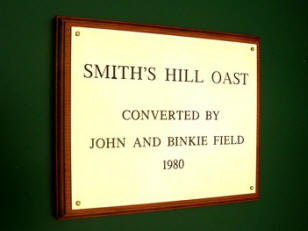 SMITH'S HILL OAST
CONVERTED BY
JOHN AND BINKIE FIELD
1980